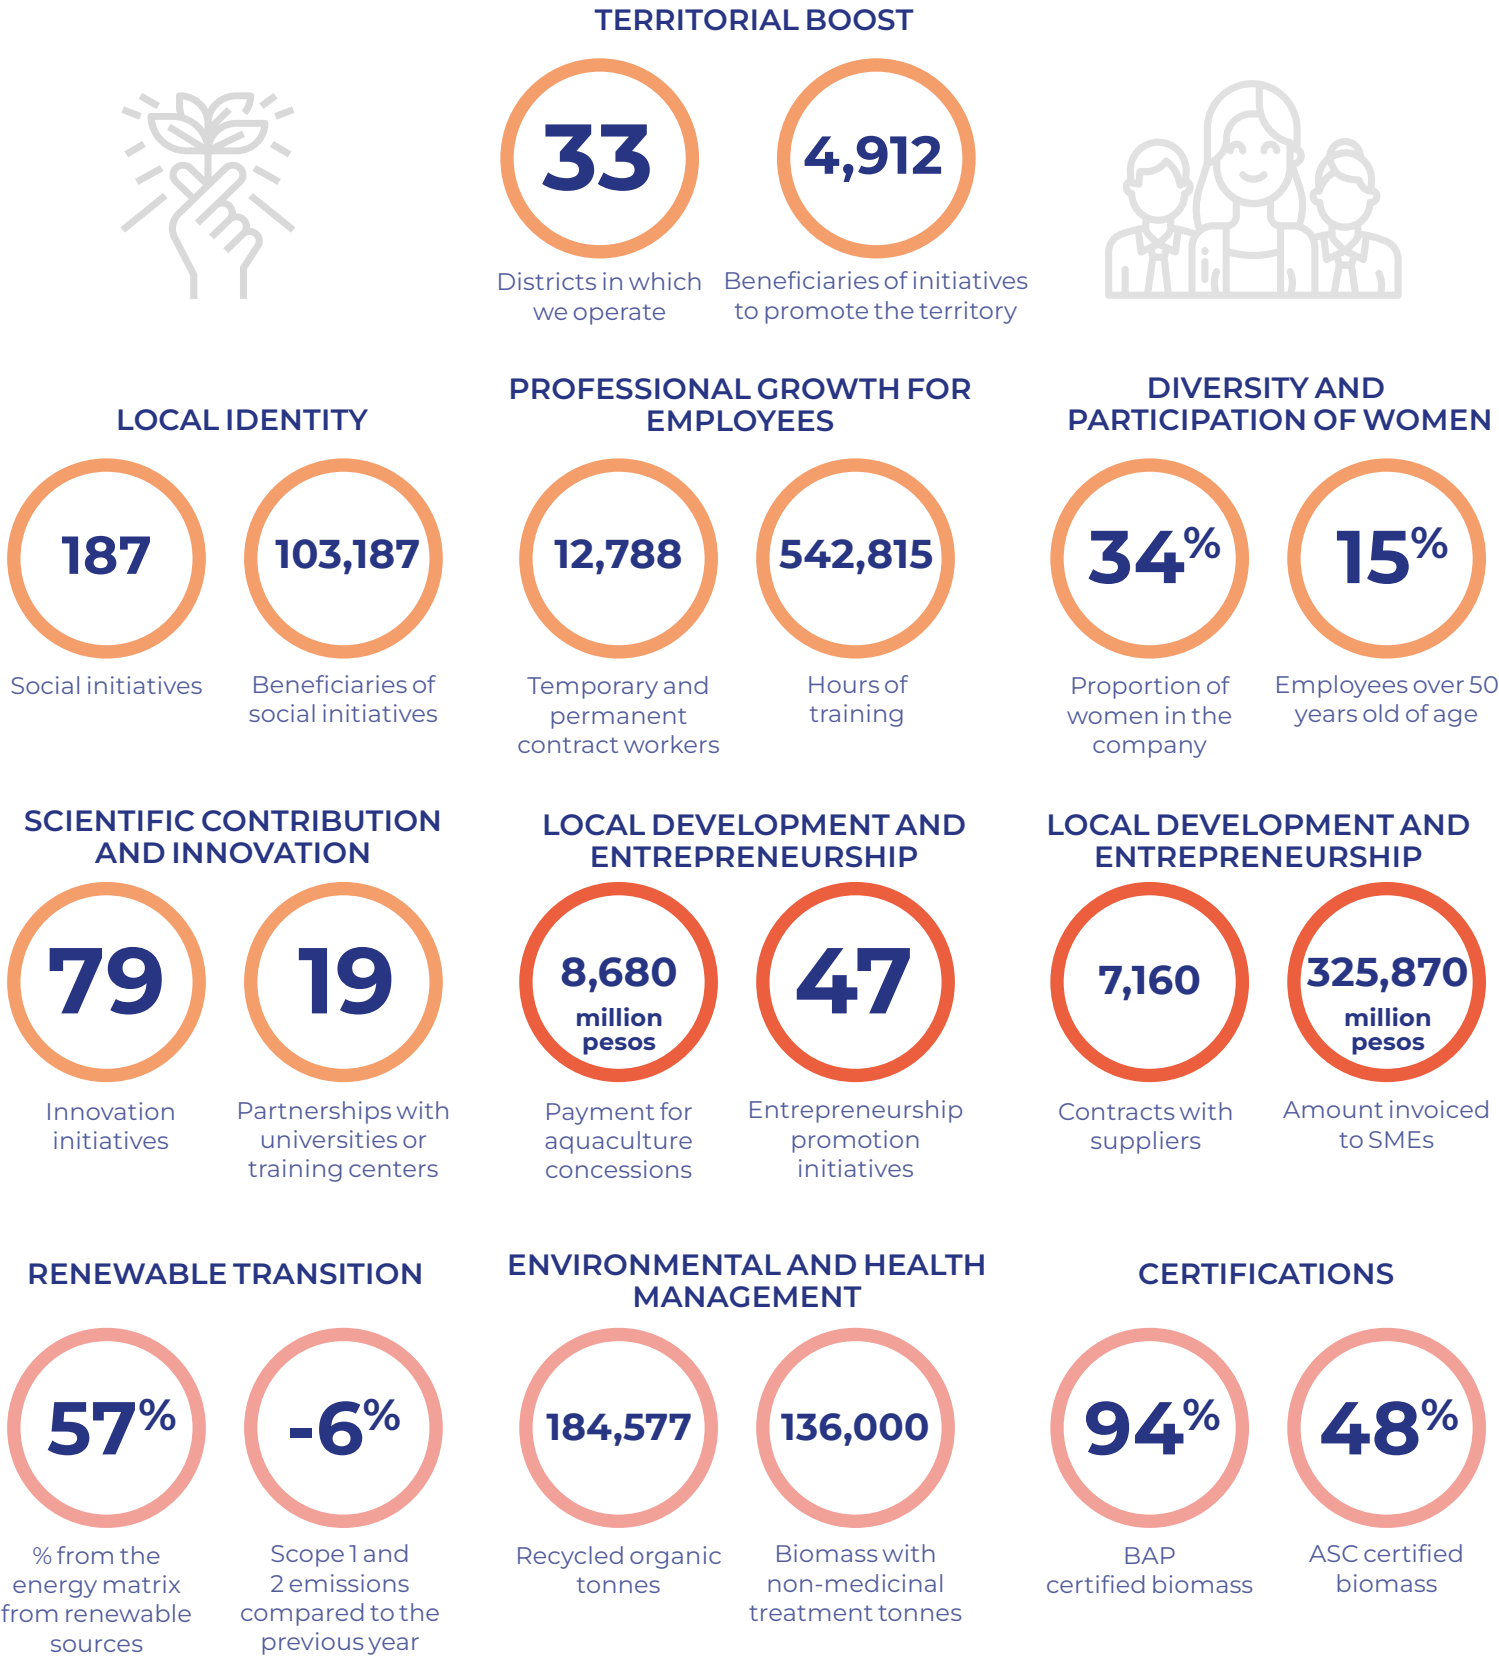 TERRITORIAL BOOST
33
4,912
Districts in which
we operate
Beneficiaries of initiatives
to promote the territory
LOCAL IDENTITY
187
103,187
Social initiatives
Beneficiaries of
social initiatives
PROFESSIONAL GROWTH FOR
EMPLOYEES
12,788
542,815
Temporary and
permanent
contract workers
Hours of
training
DIVERSITY AND
PARTICIPATION OF WOMEN
34%
15%
Proportion of
women in the
company
Employees over 50
years old of age
SCIENTIFIC CONTRIBUTION
AND INNOVATION
79
19
Innovation
initiatives
Partnerships with
universities or
training centers
LOCAL DEVELOPMENT AND
ENTREPRENEURSHIP
8,680
million
pesos
47
Payment for
aquaculture
concessions
Entrepreneurship
promotion
initiatives
LOCAL DEVELOPMENT AND
ENTREPRENEURSHIP
7,160
325,870
million
pesos
Contracts with
suppliers
Amount invoiced
to SMEs
RENEWABLE TRANSITION
57%
-6%
% from the
energy matrix
from renewable
sources
Scope 1 and
2 emissions
compared to the
previous year
ENVIRONMENTAL AND HEALTH
MANAGEMENT
184,577
136,000
Recycled organic
tonnes
Biomass with
non-medicinal
treatment tonnes
CERTIFICATIONS
94%
48%
BAP
certified biomass
ASC certified
biomass